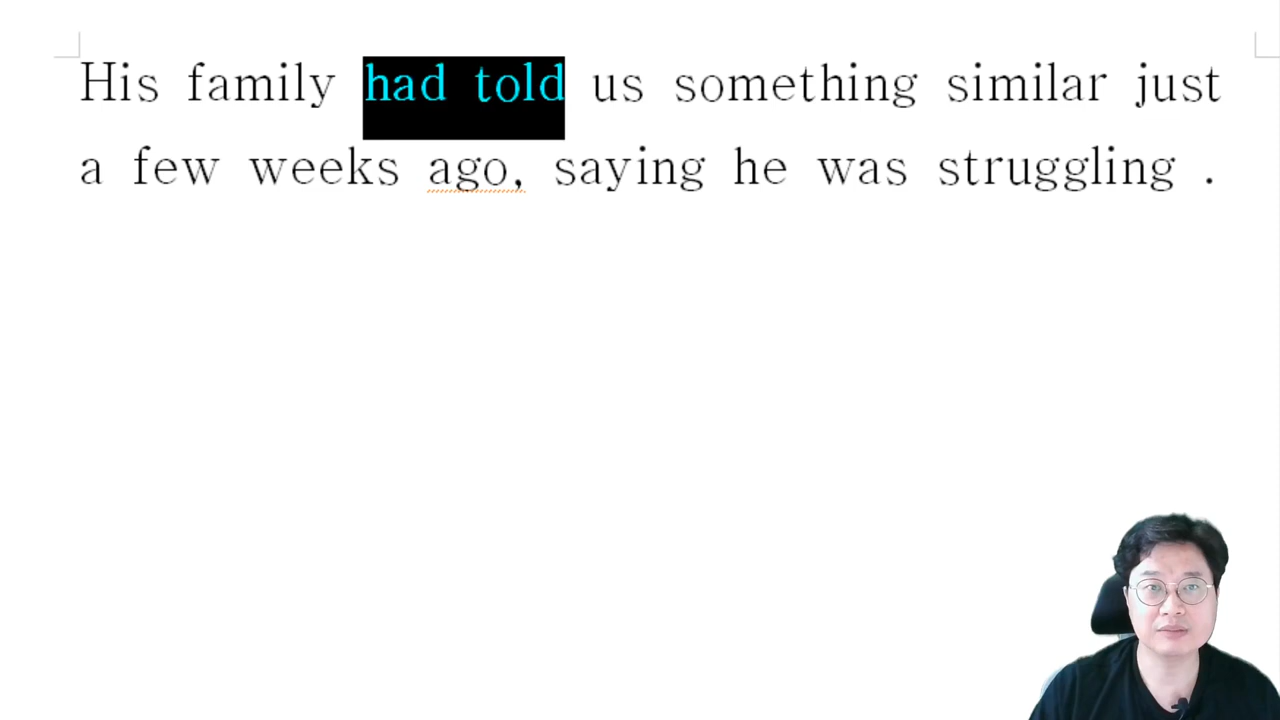 His family had told us something similar just
a few weeks ago, saying he was struggling .